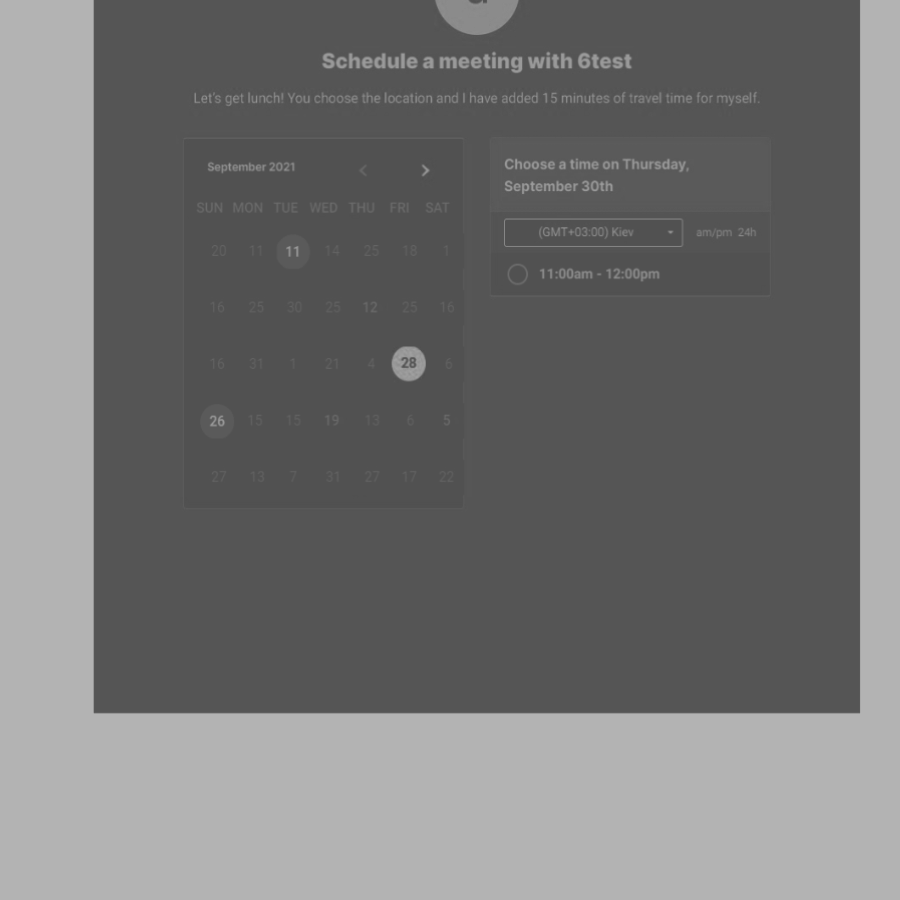 Schedule a meeting with 6test
Let's get lunch! You choose the location and I have added 15 minutes of travel time for myself.
September 2021
SUN MON TUE WED THU FRI SAT
20 11 11 14 25 18 1
16 25 30 25 12 25 16
16 31 1 21 4 28 6
26 15 15 19 13 6 5
27 13 7 31 27 17 22
Choose a time on Thursday,
September 30th
(GMT+03:00) Kiev am/pm 24h
11:00am - 12:00pm